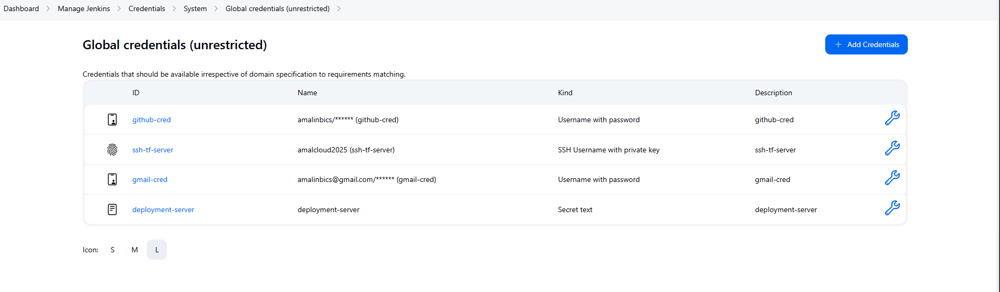 Dashboard > Manage Jenkins > Credentials > System > Global credentials (unrestricted) >
Global credentials (unrestricted)
+ Add Credentials
Credentials that should be available irrespective of domain specification to requirements matching.
ID Name Kind Description
github-cred amalinbics/****** (github-cred) Username with password github-cred
ssh-tf-server amalcloud2025 (ssh-tf-server) SSH Username with private key ssh-tf-server
gmail-cred amalinbics@gmail.com/****** (gmail-cred) Username with password gmail-cred
deployment-server deployment-server Secret text deployment-server
Icon: S M L